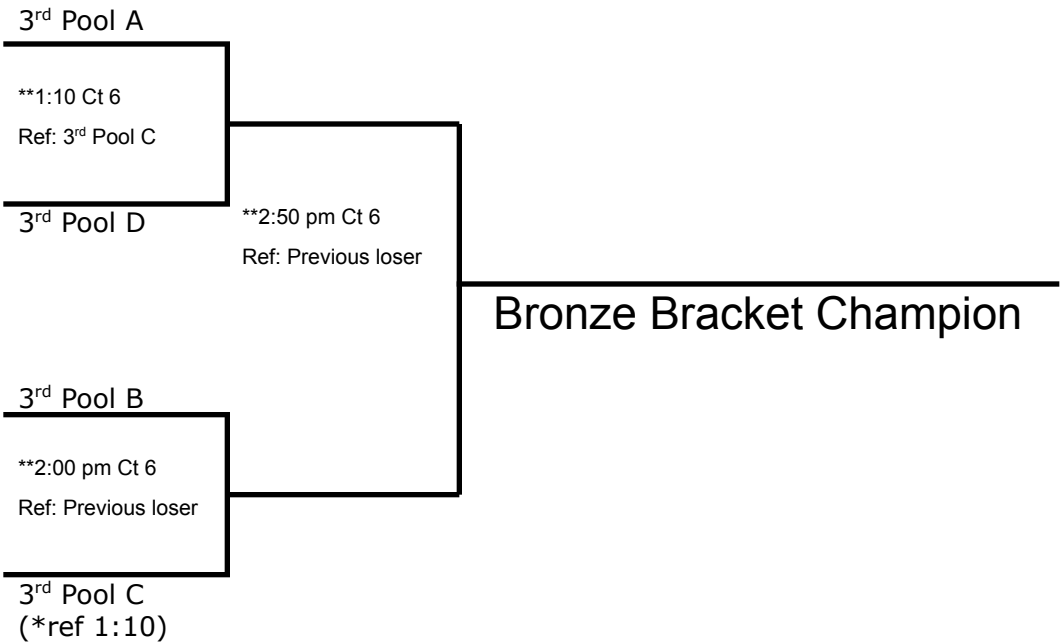 3rd Pool A
**1:10 Ct 6
Ref: 3rd Pool C
3rd Pool D
**2:50 pm Ct 6
Ref: Previous loser
Bronze Bracket Champion
3rd Pool B
**2:00 pm Ct 6
Ref: Previous loser
3rd Pool C
(*ref 1:10)